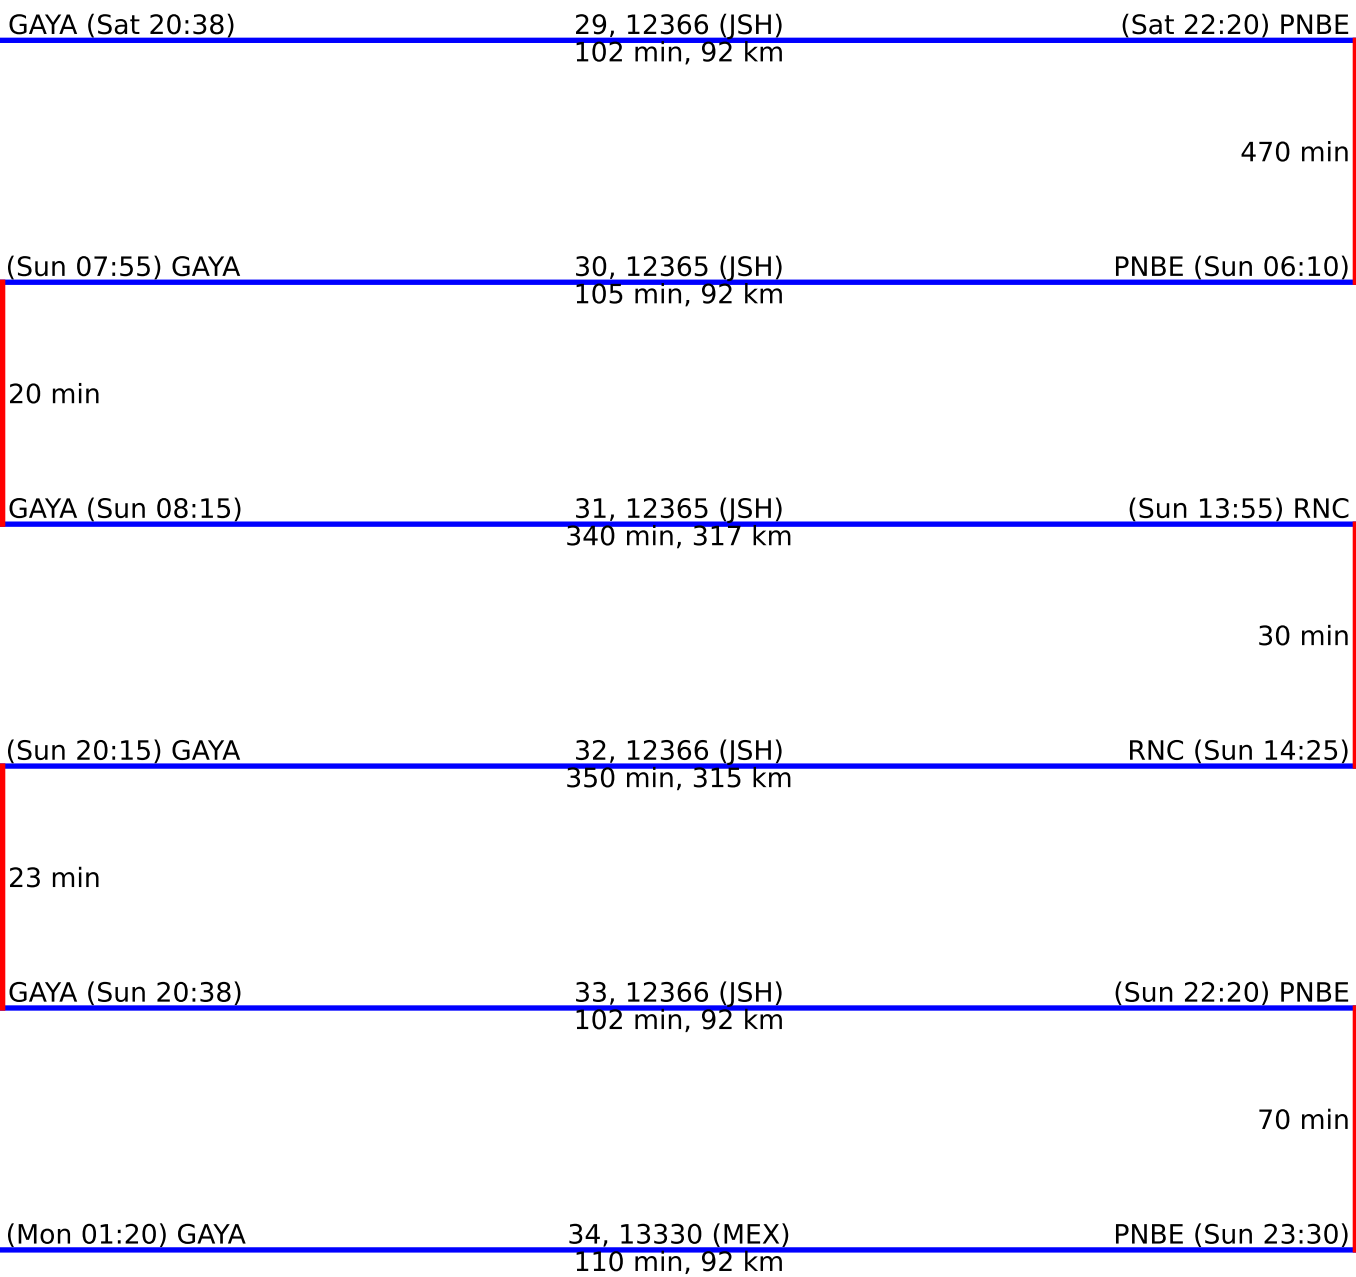 GAYA (Sat 20:38) 29, 12366 (JSH) (Sat 22:20) PNBE
102 min, 92 km
470 min
(Sun 07:55) GAYA 30, 12365 (JSH) PNBE (Sun 06:10)
105 min, 92 km
20 min
GAYA (Sun 08:15) 31, 12365 (JSH) (Sun 13:55) RNC
340 min, 317 km
30 min
(Sun 20:15) GAYA 32, 12366 (JSH) RNC (Sun 14:25)
350 min, 315 km
23 min
GAYA (Sun 20:38) 33, 12366 (JSH) (Sun 22:20) PNBE
102 min, 92 km
70 min
(Mon 01:20) GAYA 34, 13330 (MEX) PNBE (Sun 23:30)
110 min, 92 km